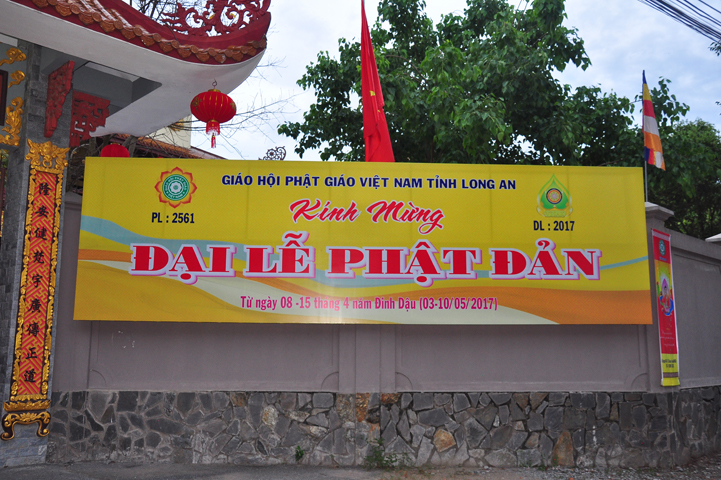 GIÁO HỘI PHẬT GIÁO VIỆT NAM TỈNH LONG AN
Kính Mừng
PL : 2561
DL : 2017
ĐẠI LỄ PHẬT ĐẢN
Từ ngày 08 -15 tháng 4 năm Đinh Dậu (03-10/05/2017)